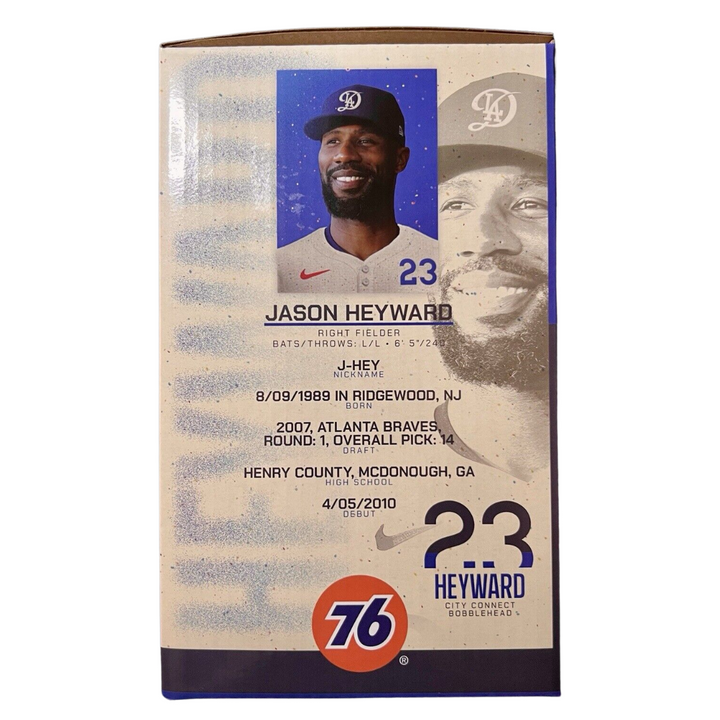 HEYWARD
LAD
23
JASON HEYWARD
RIGHT FIELDER
BATS/THROWS: L/L • 6' 5"/240
J-HEY
NICKNAME
8/09/1989 IN RIDGEWOOD, NJ
BORN
2007, ATLANTA BRAVES,
ROUND: 1, OVERALL PICK: 14
DRAFT
HENRY COUNTY, MCDONOUGH, GA
HIGH SCHOOL
4/05/2010
DEBUT
23
HEYWARD
CITY CONNECT
BOBBLEHEAD
76®